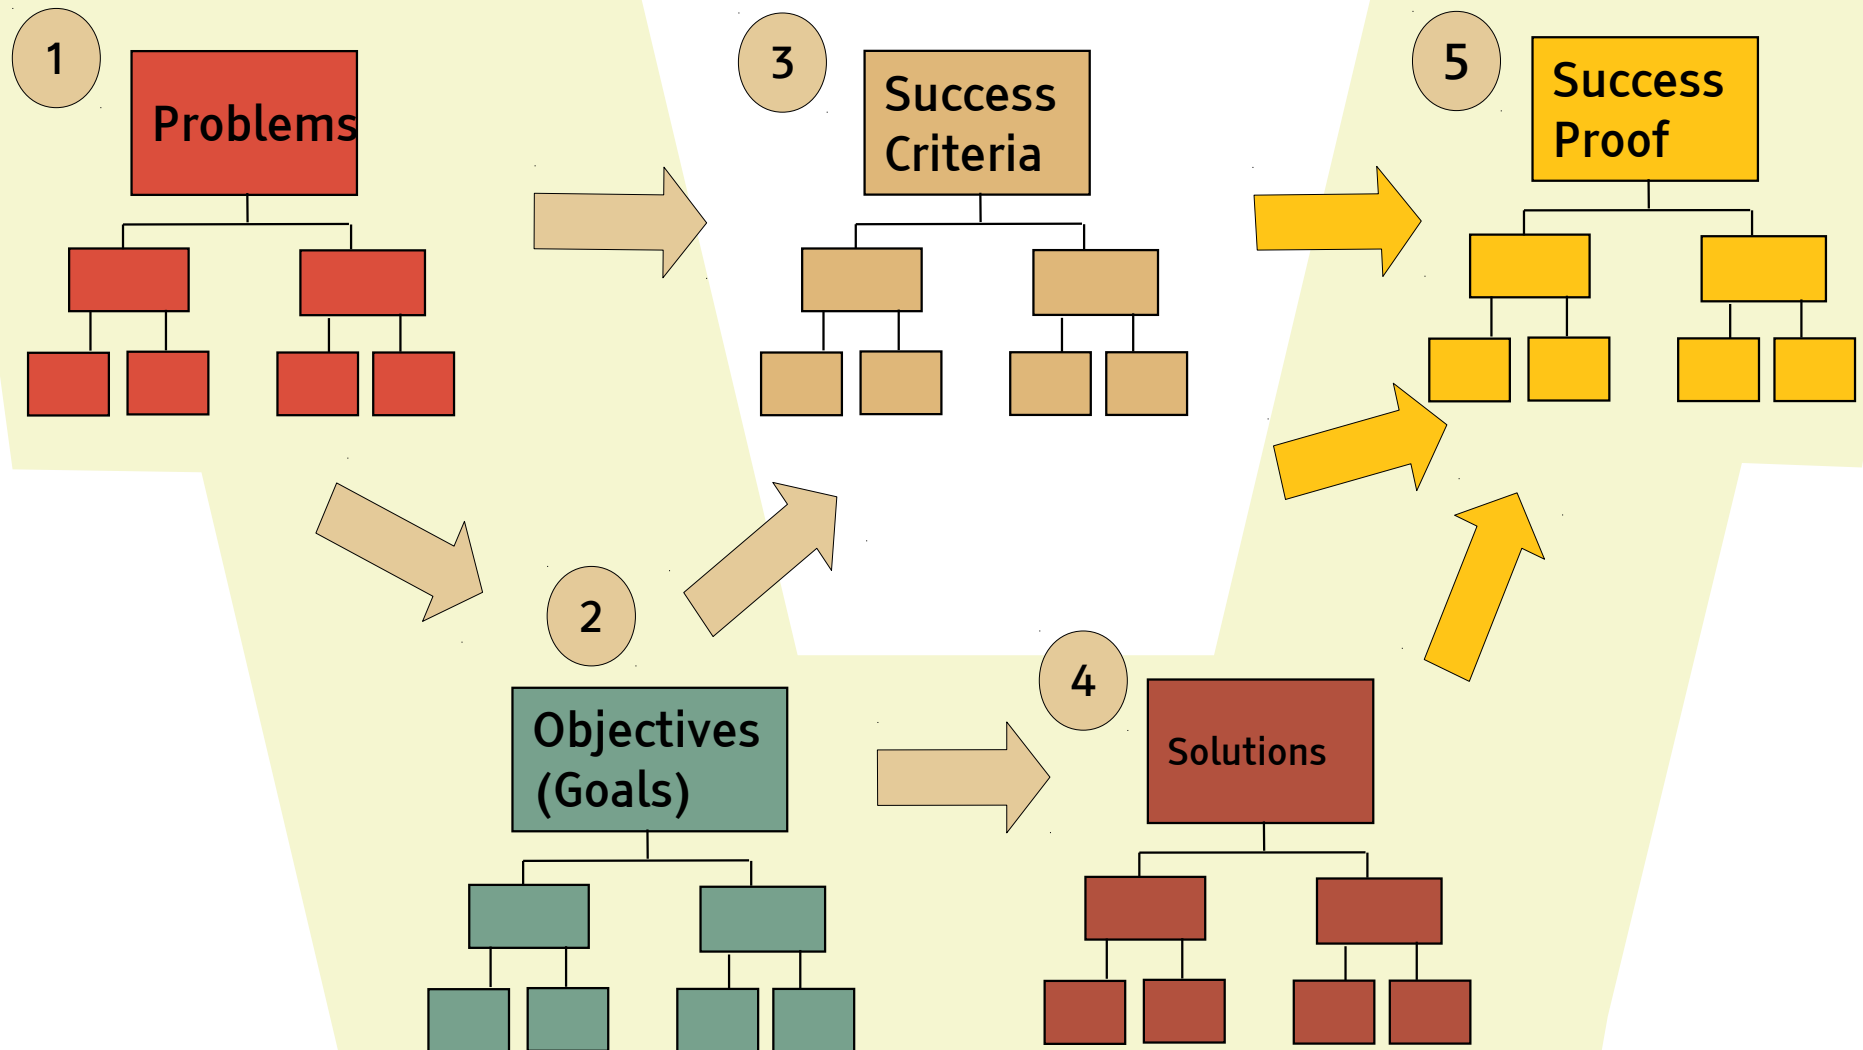 1
Problems
3
Success
Criteria
5
Success
Proof
2
Objectives
(Goals)
4
Solutions